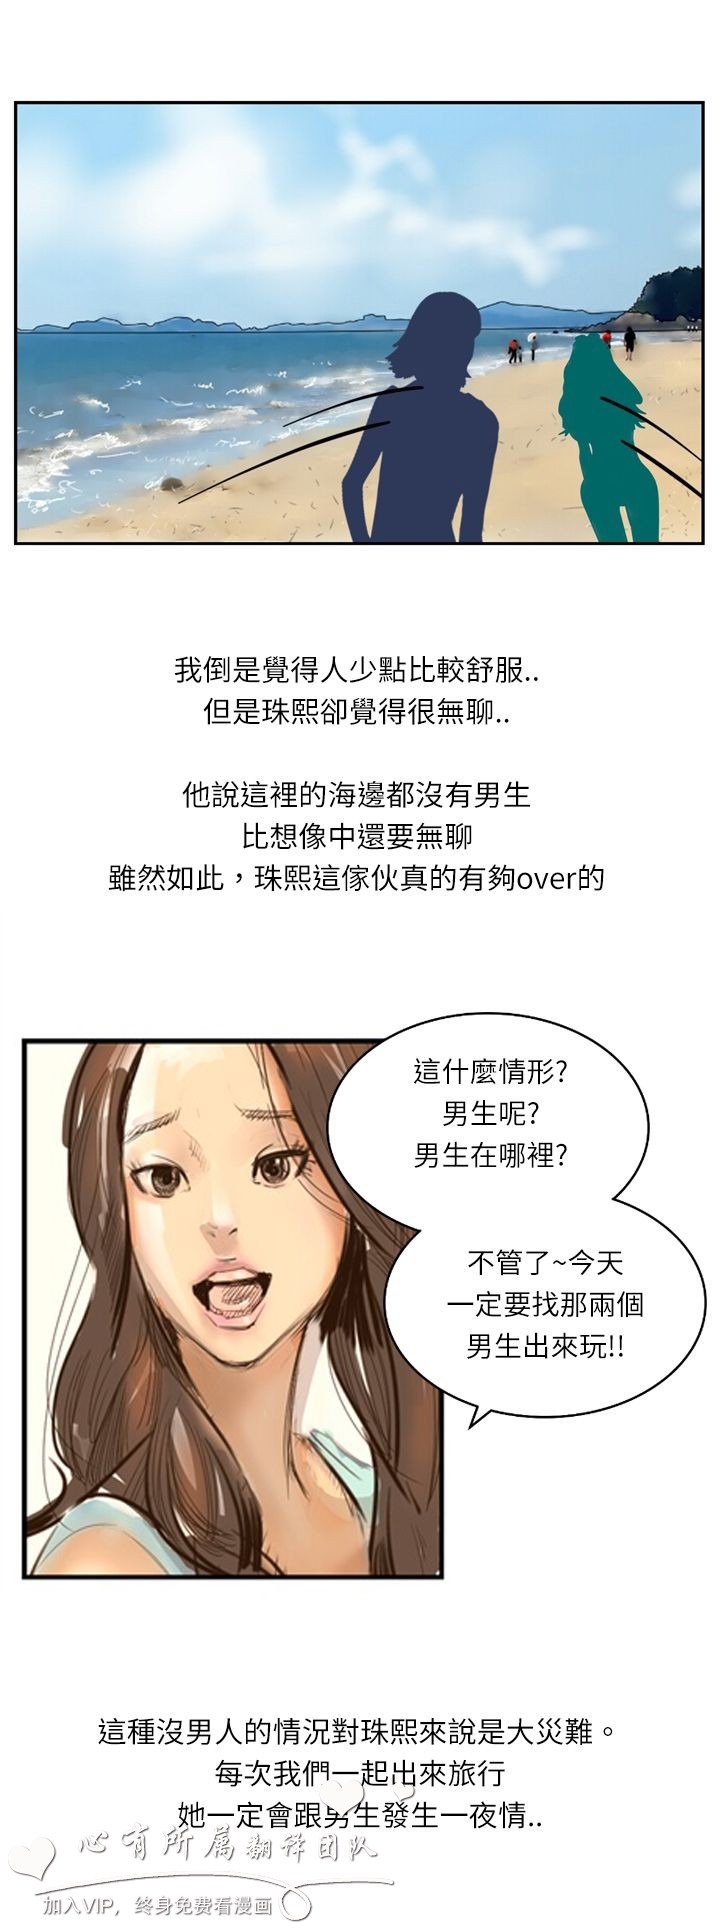 我倒是覺得人少點比較舒服..
但是珠熙卻覺得很無聊..
他說這裡的海邊都沒有男生
比想像中還要無聊
雖然如此，珠熙這傢伙真的有夠over的
這什麼情形?
男生呢?
男生在哪裡?
不管了~今天
一定要找那兩個
男生出來玩!!
這種沒男人的情況對珠熙來說是大災難。
每次我們一起出來旅行
她一定會跟男生發生一夜情..
心有所属翻译团队
加入VIP，终身免费看漫画